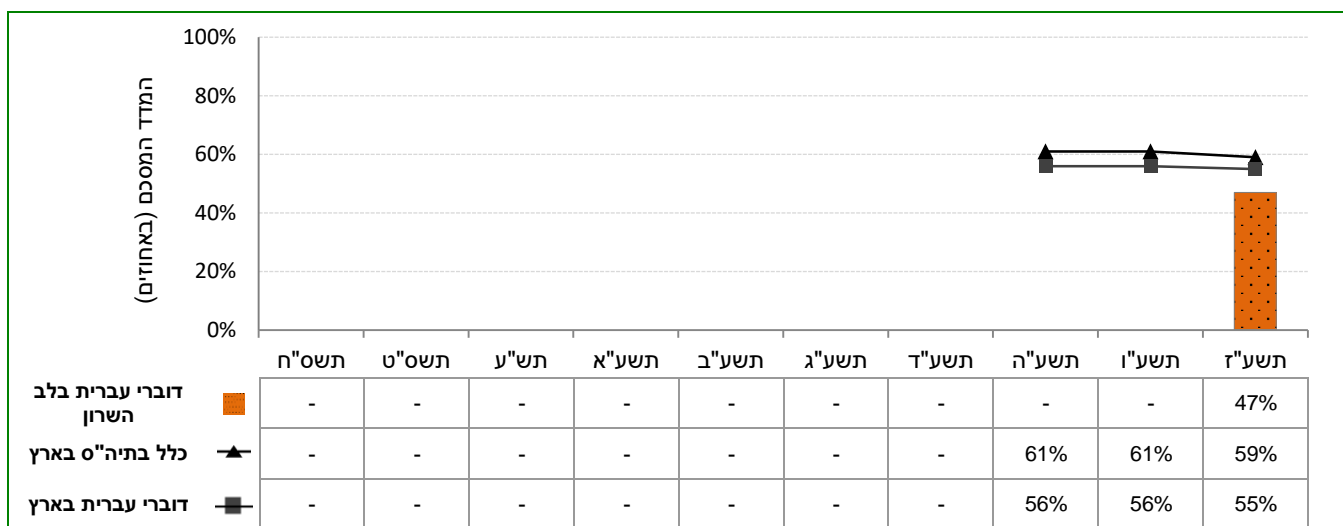 100%
80%
60%
40%
20%
0%
המדד המסכם (באחוזים)
תשס"ח תשס"ט תש"ע תשע"א תשע"ב תשע"ג תשע"ד תשע"ה תשע"ו תשע"ז
דוברי עברית בלב
השרון
- - - - - - - - - 47%
כלל בתיה"ס בארץ - - - - - - - 61% 61% 59%
דוברי עברית בארץ - - - - - - - 56% 56% 55%